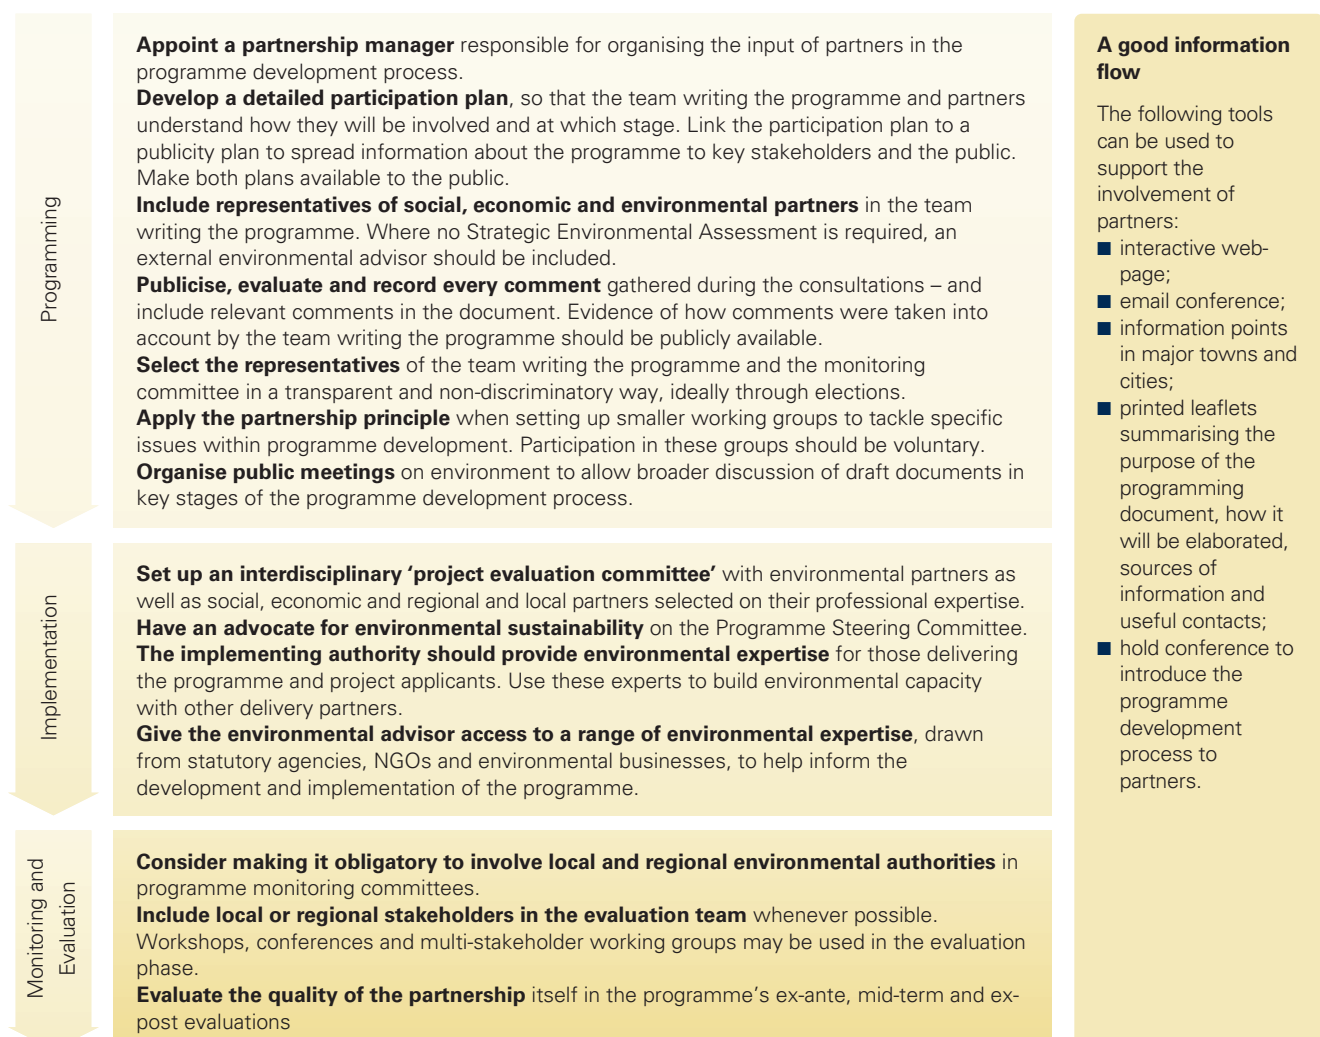 Programming
Appoint a partnership manager responsible for organising the input of partners in the
programme development process.
Develop a detailed participation plan, so that the team writing the programme and partners
understand how they will be involved and at which stage. Link the participation plan to a
publicity plan to spread information about the programme to key stakeholders and the public.
Make both plans available to the public.
Include representatives of social, economic and environmental partners in the team
writing the programme. Where no Strategic Environmental Assessment is required, an
external environmental advisor should be included.
Publicise, evaluate and record every comment gathered during the consultations – and
include relevant comments in the document. Evidence of how comments were taken into
account by the team writing the programme should be publicly available.
Select the representatives of the team writing the programme and the monitoring
committee in a transparent and non-discriminatory way, ideally through elections.
Apply the partnership principle when setting up smaller working groups to tackle specific
issues within programme development. Participation in these groups should be voluntary.
Organise public meetings on environment to allow broader discussion of draft documents in
key stages of the programme development process.
Implementation
Set up an interdisciplinary ‘project evaluation committee’ with environmental partners as
well as social, economic and regional and local partners selected on their professional expertise.
Have an advocate for environmental sustainability on the Programme Steering Committee.
The implementing authority should provide environmental expertise for those delivering
the programme and project applicants. Use these experts to build environmental capacity
with other delivery partners.
Give the environmental advisor access to a range of environmental expertise, drawn
from statutory agencies, NGOs and environmental businesses, to help inform the
development and implementation of the programme.
Monitoring and
Evaluation
Consider making it obligatory to involve local and regional environmental authorities in
programme monitoring committees.
Include local or regional stakeholders in the evaluation team whenever possible.
Workshops, conferences and multi-stakeholder working groups may be used in the evaluation
phase.
Evaluate the quality of the partnership itself in the programme’s ex-ante, mid-term and ex-
post evaluations
A good information
flow
The following tools
can be used to
support the
involvement of
partners:
■ interactive web-
page;
■ email conference;
■ information points
in major towns and
cities;
■ printed leaflets
summarising the
purpose of the
programming
document, how it
will be elaborated,
sources of
information and
useful contacts;
■ hold conference to
introduce the
programme
development
process to
partners.